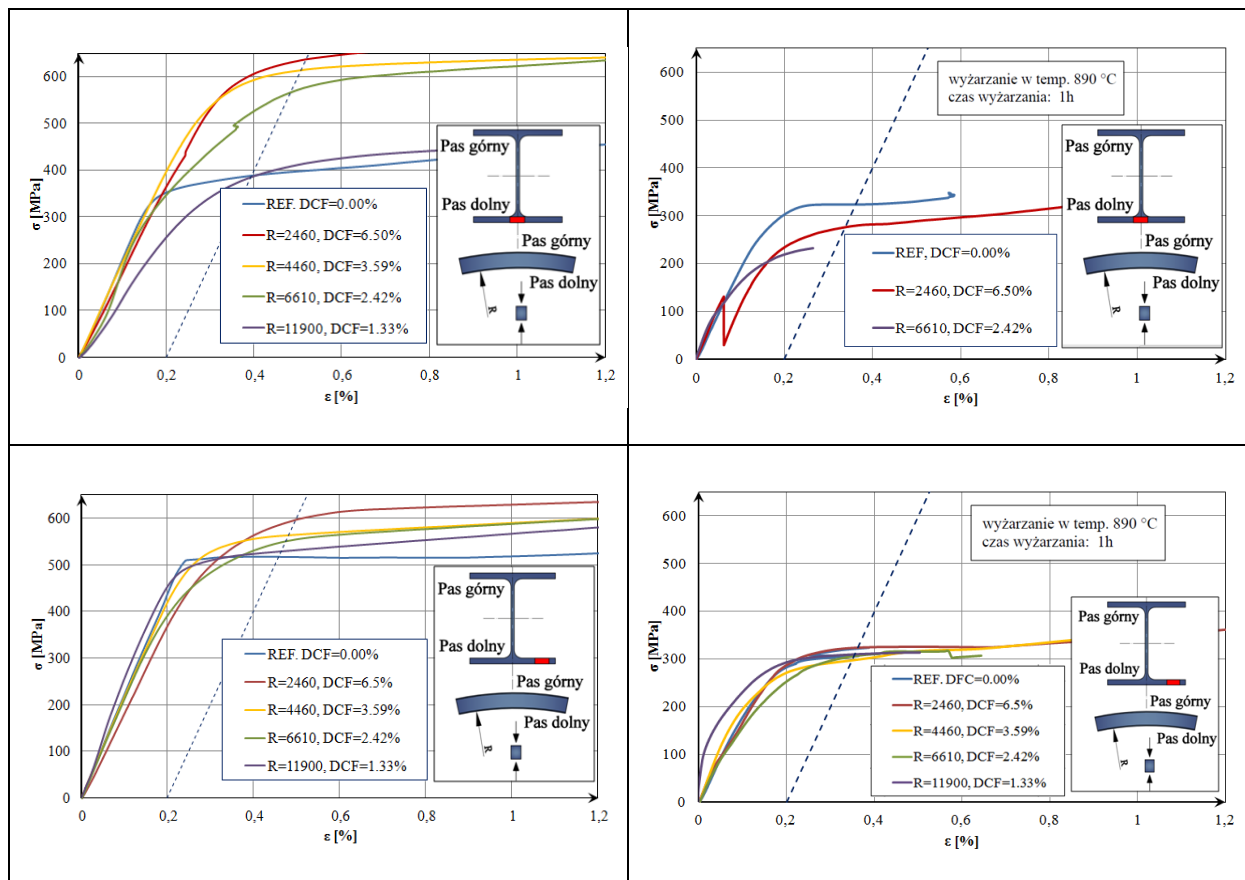 σ [MPa]
600
500
400
300
200
100
0
0
0,2
0,4
0,6
0,8
1
1,2
ε [%]
REF. DCF=0.00%
R=2460, DCF=6.50%
R=4460, DCF=3.59%
R=6610, DCF=2.42%
R=11900, DCF=1.33%
Pas górny
Pas dolny
Pas górny
Pas dolny
R
σ [MPa]
600
500
400
300
200
100
0
0
0,2
0,4
0,6
0,8
1
1,2
ε [%]
wyżarzanie w temp. 890 °C
czas wyżarzania: 1h
REF, DCF=0.00%
R=2460, DCF=6.50%
R=6610, DCF=2.42%
Pas górny
Pas dolny
Pas górny
Pas dolny
R
σ [MPa]
600
500
400
300
200
100
0
0
0,2
0,4
0,6
0,8
1
1,2
ε [%]
REF. DCF=0.00%
R=2460, DCF=6.5%
R=4460, DCF=3.59%
R=6610, DCF=2.42%
R=11900, DCF=1.33%
Pas górny
Pas dolny
Pas górny
Pas dolny
R
σ [MPa]
600
500
400
300
200
100
0
0
0,2
0,4
0,6
0,8
1
1,2
ε [%]
wyżarzanie w temp. 890 °C
czas wyżarzania: 1h
REF. DFC=0.00%
R=2460, DCF=6.5%
R=4460, DCF=3.59%
R=6610, DCF=2.42%
R=11900, DCF=1.33%
Pas górny
Pas dolny
Pas górny
Pas dolny
R